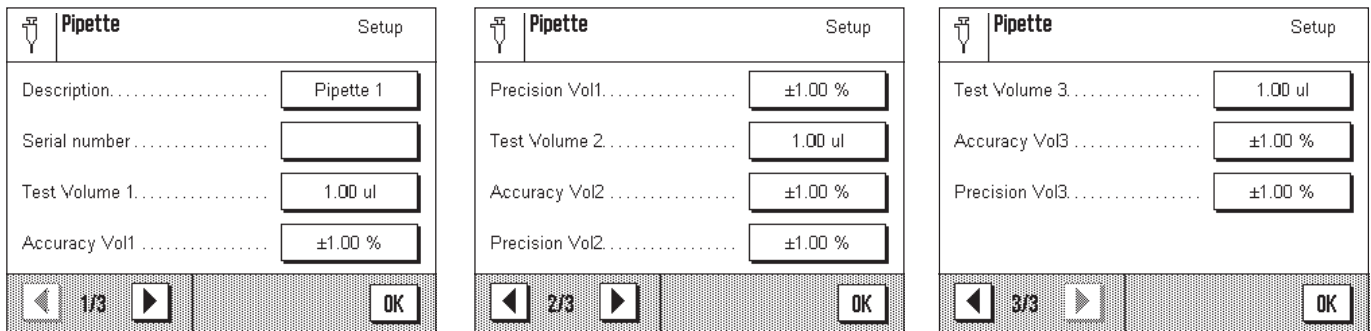 Pipette Setup
Description.................... Pipette 1
Serial number.................
Test Volume 1................. 1.00 ul
Accuracy Vol1................ ±1.00 %
1/3 OK
Pipette Setup
Precision Vol1................. ±1.00 %
Test Volume 2................. 1.00 ul
Accuracy Vol2................ ±1.00 %
Precision Vol2................. ±1.00 %
2/3 OK
Pipette Setup
Test Volume 3................. 1.00 ul
Accuracy Vol3................ ±1.00 %
Precision Vol3................. ±1.00 %
3/3 OK